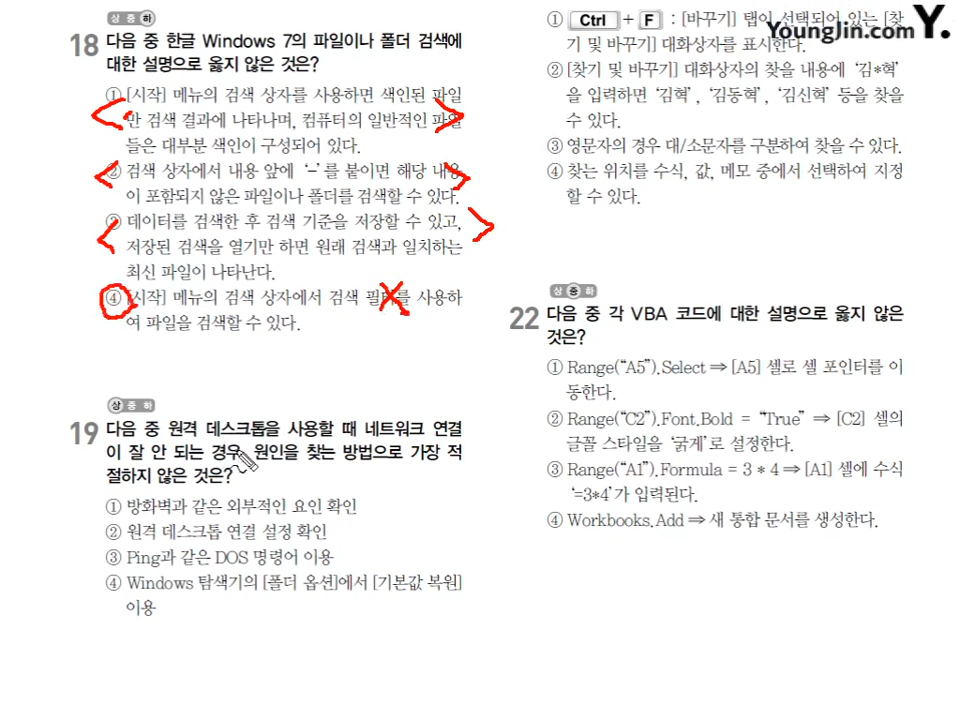 상 중 하
18 다음 중 한글 Windows 7의 파일이나 폴더 검색에
대한 설명으로 옳지 않은 것은?
① [시작] 메뉴의 검색 상자를 사용하면 색인된 파일
만 검색 결과에 나타나며, 컴퓨터의 일반적인 파일
들은 대부분 색인이 구성되어 있다.
② 검색 상자에서 내용 앞에 '-'를 붙이면 해당 내용
이 포함되지 않은 파일이나 폴더를 검색할 수 있다.
③ 데이터를 검색한 후 검색 기준을 저장할 수 있고,
저장된 검색을 열기만 하면 원래 검색과 일치하는
최신 파일이 나타난다.
④ [시작] 메뉴의 검색 상자에서 검색 필터를 사용하
여 파일을 검색할 수 있다.
상 중 하
19 다음 중 원격 데스크톱을 사용할 때 네트워크 연결
이 잘 안 되는 경우, 원인을 찾는 방법으로 가장 적
절하지 않은 것은?
① 방화벽과 같은 외부적인 요인 확인
② 원격 데스크톱 연결 설정 확인
③ Ping과 같은 DOS 명령어 이용
④ Windows 탐색기의 [폴더 옵션]에서 [기본값 복원]
이용
① Ctrl + F : [바꾸기] 탭이 선택되어 있는 [찾
기 및 바꾸기] 대화상자를 표시한다.
YoungJin.com Y.
② [찾기 및 바꾸기] 대화상자의 찾을 내용에 '김*혁'
을 입력하면 '김혁', '김동혁', '김신혁' 등을 찾을
수 있다.
③ 영문자의 경우 대/소문자를 구분하여 찾을 수 있다.
④ 찾는 위치를 수식, 값, 메모 중에서 선택하여 지정
할 수 있다.
상 중 하
22 다음 중 각 VBA 코드에 대한 설명으로 옳지 않은
것은?
① Range("A5").Select ⇒ [A5] 셀로 셀 포인터를 이
동한다.
② Range("C2").Font.Bold = "True" ⇒ [C2] 셀의
글꼴 스타일을 '굵게'로 설정한다.
③ Range("A1").Formula = 3 * 4 ⇒ [A1] 셀에 수식
'=3*4'가 입력된다.
④ Workbooks.Add ⇒ 새 통합 문서를 생성한다.